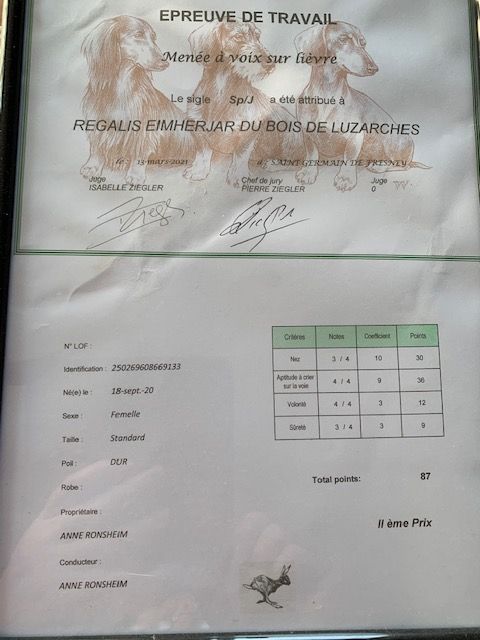 EPREUVE DE TRAVAIL
Menée à voix sur lièvre
Le sigle Sp/J a été attribué à
REGALIS EIMHERJAR DU BOIS DE LUZARCHES
le : 13-mars-2021 à : SAINT GERMAIN DE FRESNEY
Juge Chef de jury Juge
ISABELLE ZIEGLER PIERRE ZIEGLER 0
N° LOF :
Identification : 250269608669133
Né(e) le : 18-sept.-20
Sexe : Femelle
Taille : Standard
Poil : DUR
Robe :
Propriétaire :
ANNE RONSHEIM
Conducteur :
ANNE RONSHEIM
Critères Notes Coefficient Points
Nez 3 / 4 10 30
Aptitude à crier
sur la voie 4 / 4 9 36
Volonté 4 / 4 3 12
Sûreté 3 / 4 3 9
Total points: 87
II ème Prix